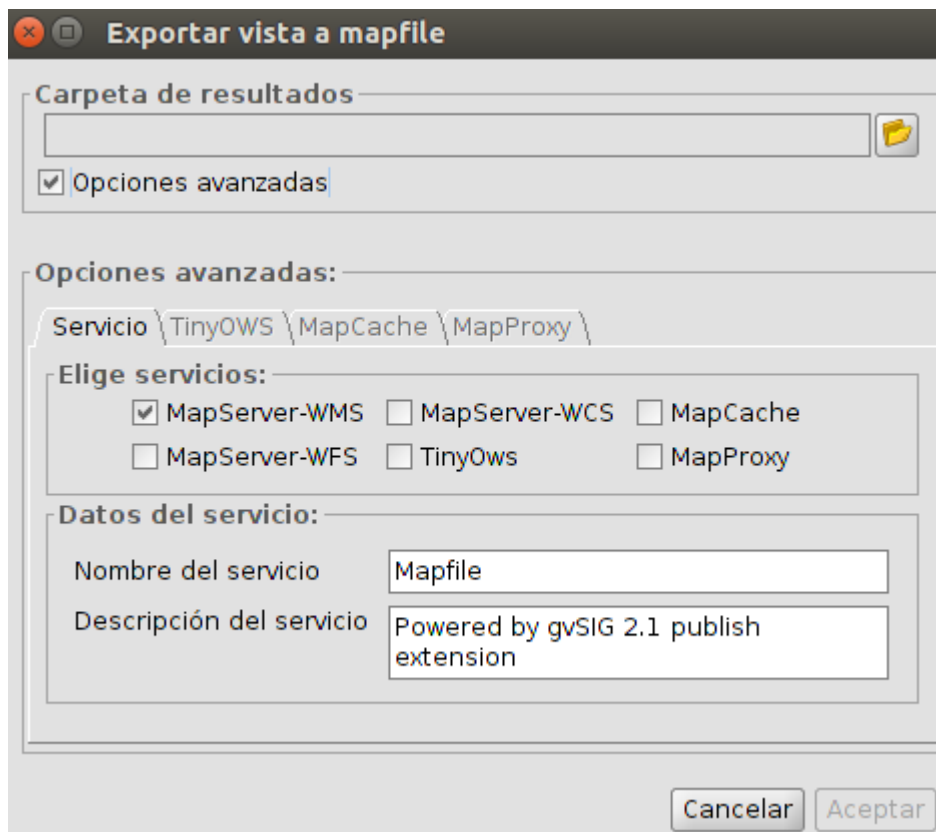 Exportar vista a mapfile
Carpeta de resultados
Opciones avanzadas
Opciones avanzadas:
Servicio TinyOWS MapCache MapProxy
Elige servicios:
MapServer-WMS MapServer-WCS MapCache
MapServer-WFS TinyOws MapProxy
Datos del servicio:
Nombre del servicio Mapfile
Descripción del servicio Powered by gvSIG 2.1 publish
extension
Cancelar Aceptar